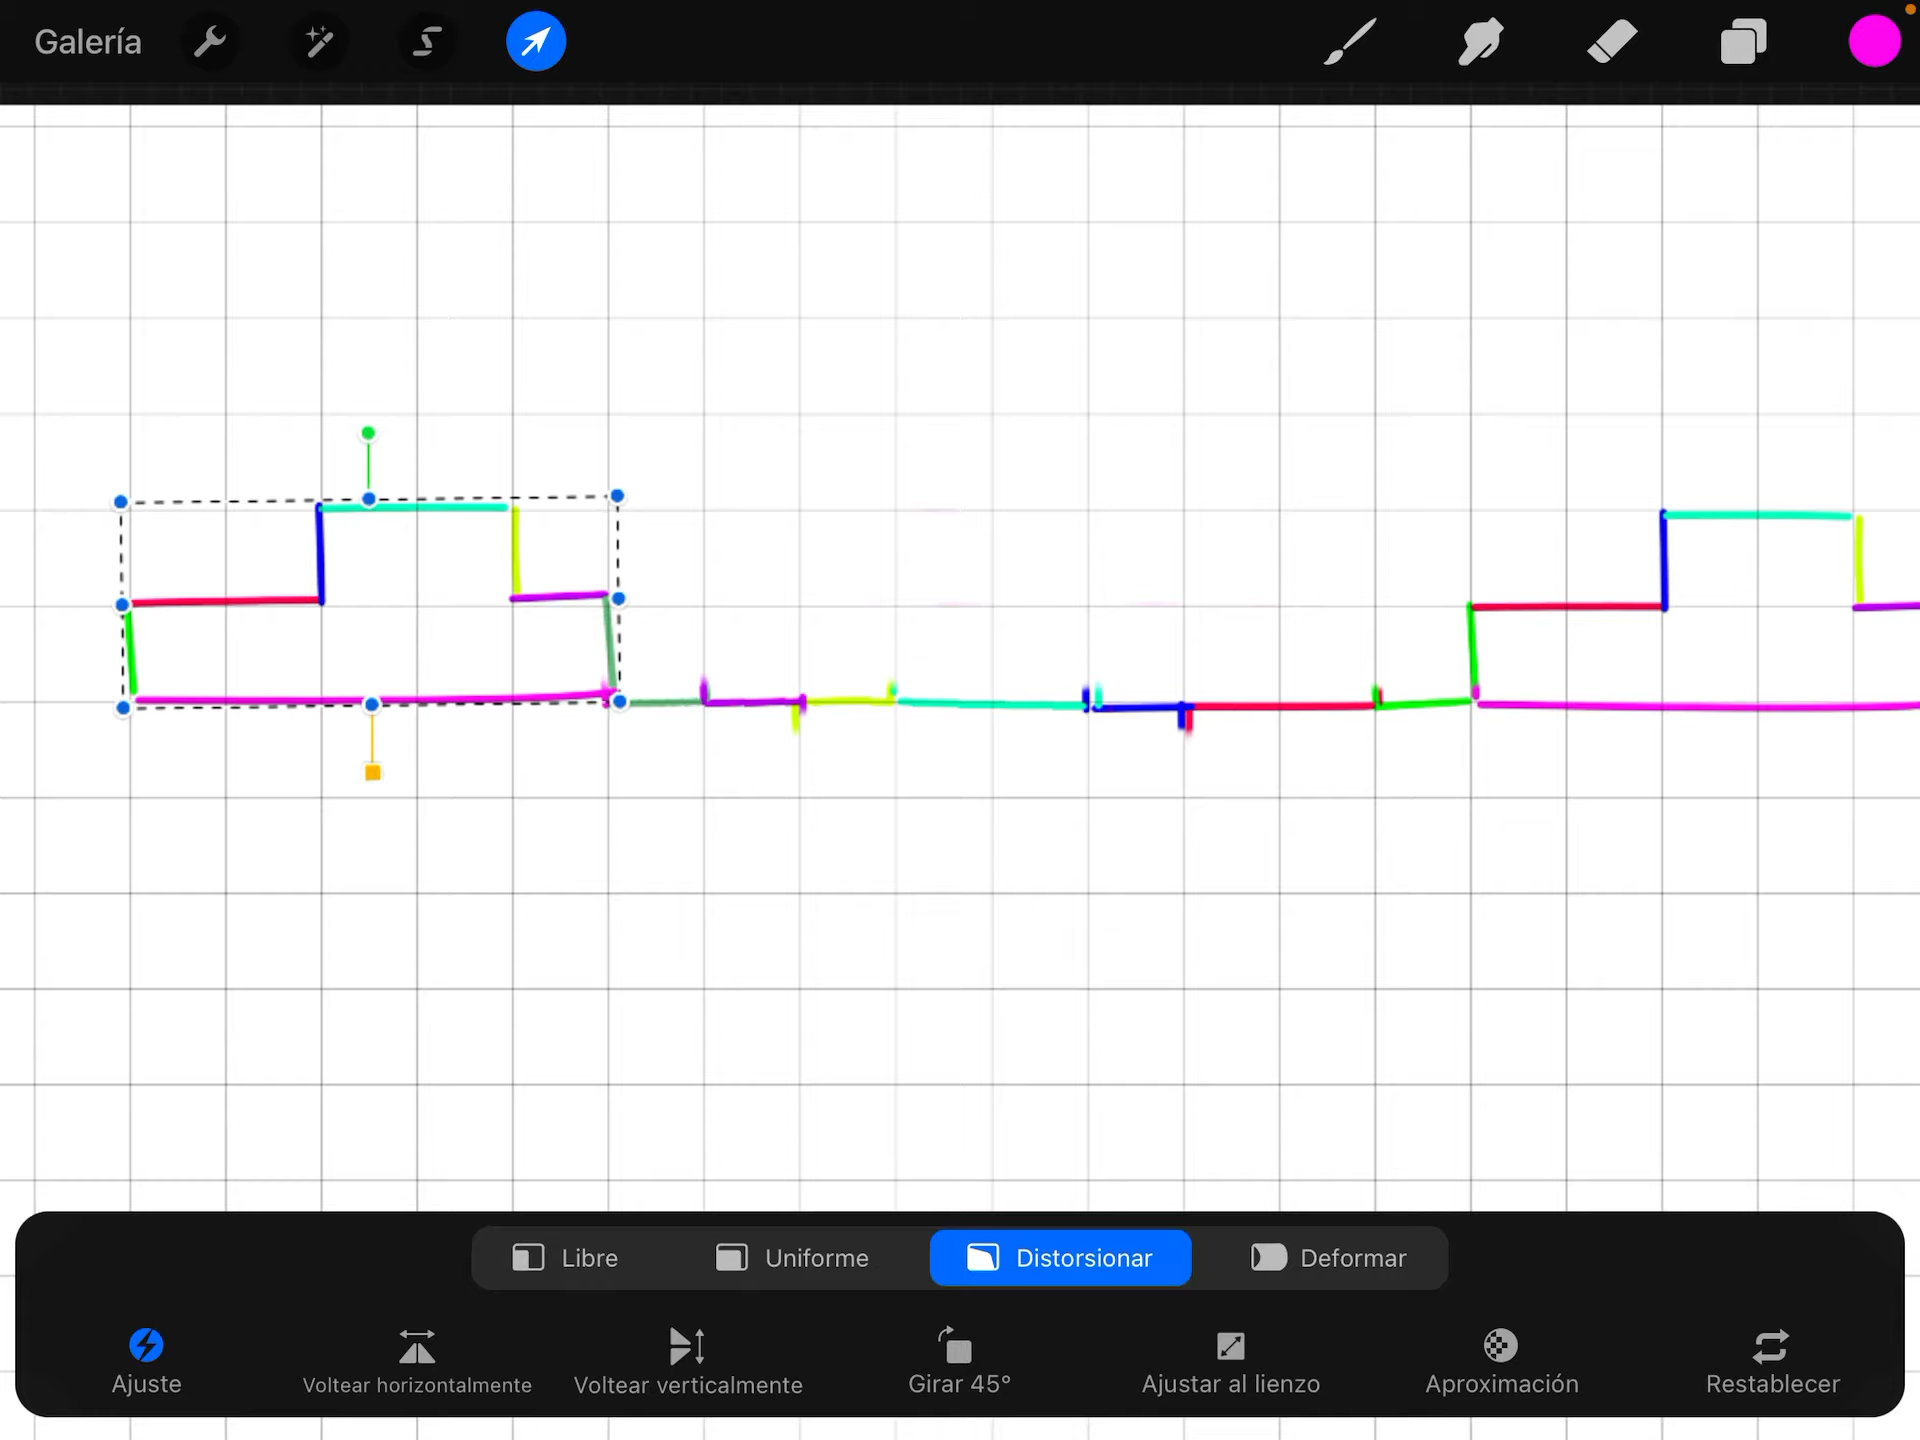 Galería
Libre
Uniforme
Distorsionar
Deformar
Ajuste
Voltear horizontalmente
Voltear verticalmente
Girar 45°
Ajustar al lienzo
Aproximación
Restablecer